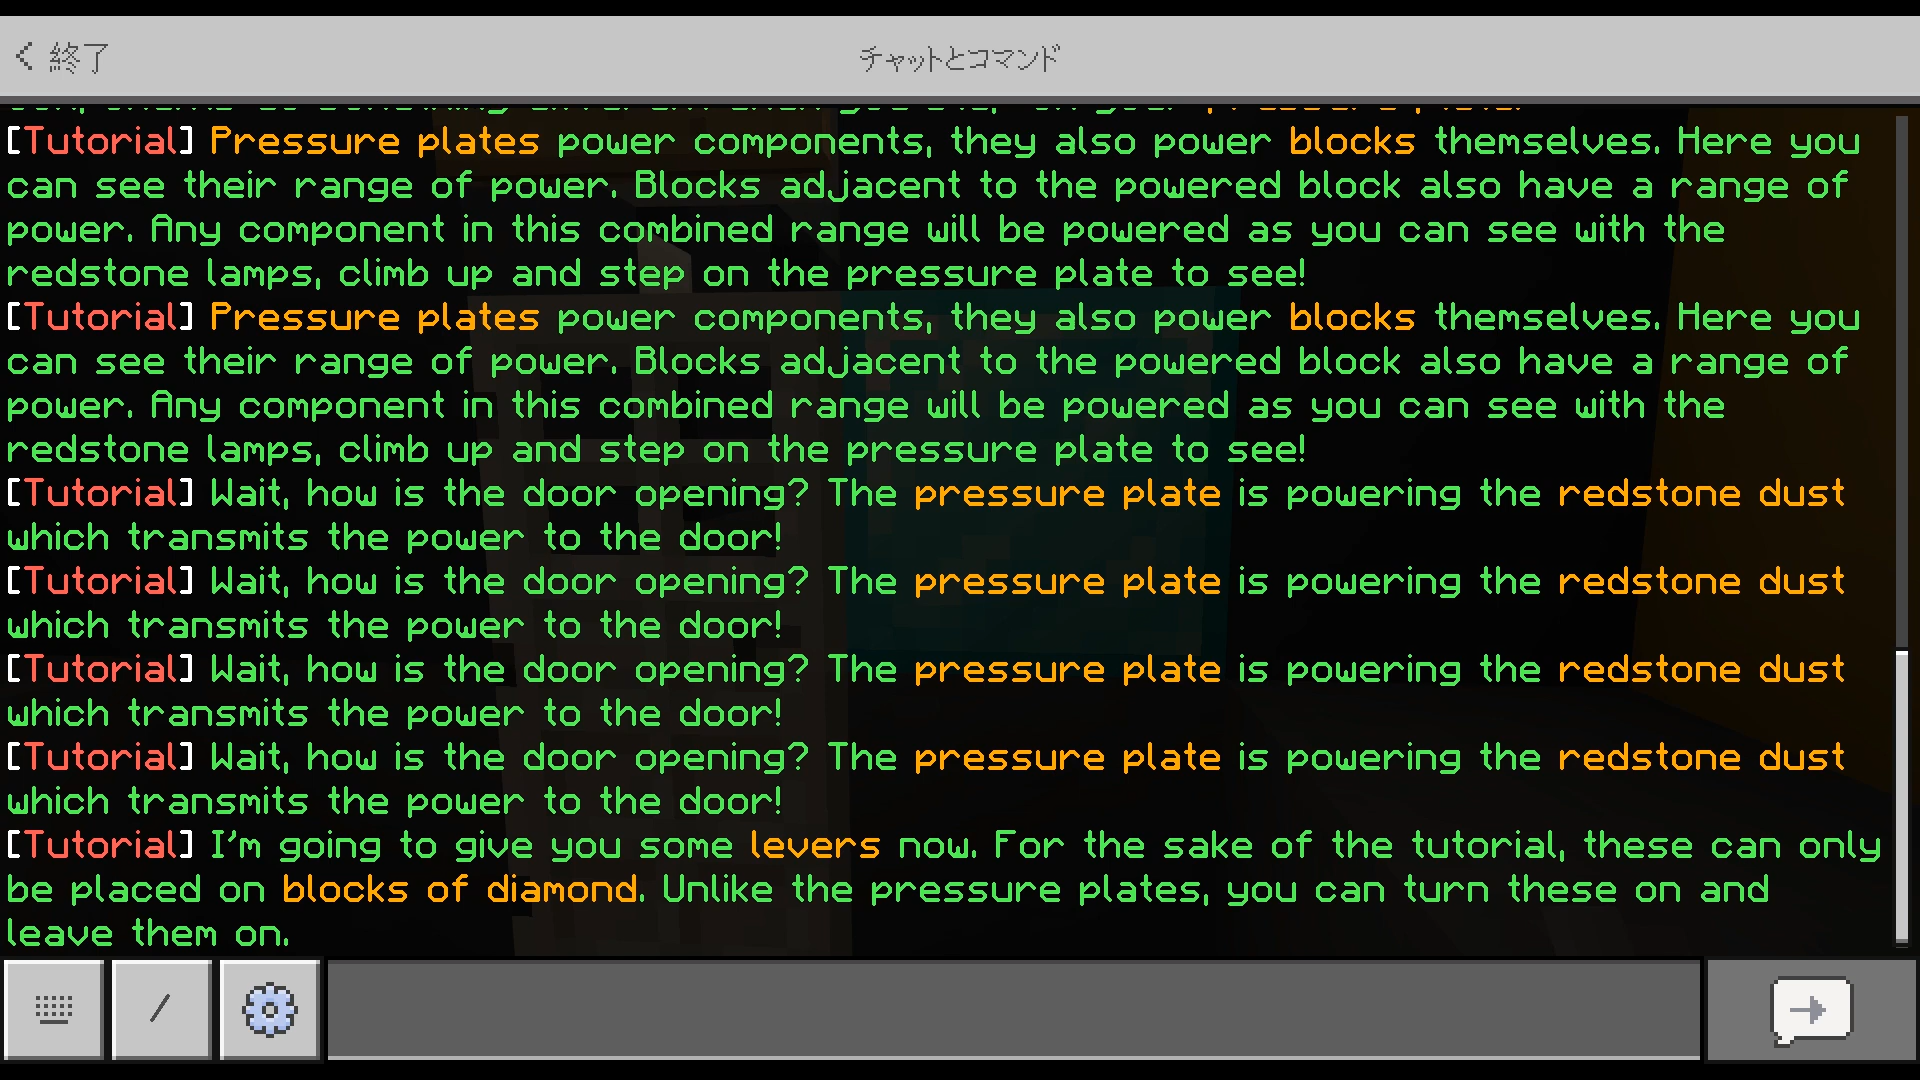 終了
チャットとコマンド
[Tutorial] Pressure plates power components, they also power blocks themselves. Here you
can see their range of power. Blocks adjacent to the powered block also have a range of
power. Any component in this combined range will be powered as you can see with the
redstone lamps, climb up and step on the pressure plate to see!
[Tutorial] Pressure plates power components, they also power blocks themselves. Here you
can see their range of power. Blocks adjacent to the powered block also have a range of
power. Any component in this combined range will be powered as you can see with the
redstone lamps, climb up and step on the pressure plate to see!
[Tutorial] Wait, how is the door opening? The pressure plate is powering the redstone dust
which transmits the power to the door!
[Tutorial] Wait, how is the door opening? The pressure plate is powering the redstone dust
which transmits the power to the door!
[Tutorial] Wait, how is the door opening? The pressure plate is powering the redstone dust
which transmits the power to the door!
[Tutorial] Wait, how is the door opening? The pressure plate is powering the redstone dust
which transmits the power to the door!
[Tutorial] I'm going to give you some levers now. For the sake of the tutorial, these can only
be placed on blocks of diamond. Unlike the pressure plates, you can turn these on and
leave them on.
/